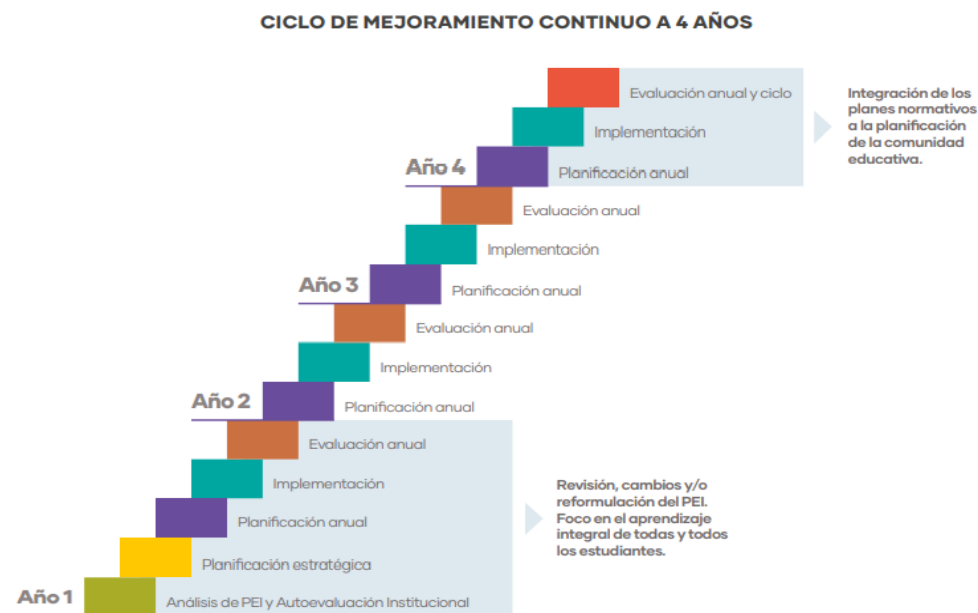 CICLO DE MEJORAMIENTO CONTINUO A 4 AÑOS
Evaluación anual y ciclo
Integración de los
planes normativos
a la planificación
de la comunidad
educativa.
Implementación
Año 4
Planificación anual
Evaluación anual
Implementación
Año 3
Planificación anual
Evaluación anual
Implementación
Año 2
Planificación anual
Evaluación anual
Implementación
Revisión, cambios y/o
reformulación del PEI.
Foco en el aprendizaje
integral de todas y todos
los estudiantes.
Planificación anual
Planificación estratégica
Año 1
Análisis de PEI y Autoevaluación Institucional